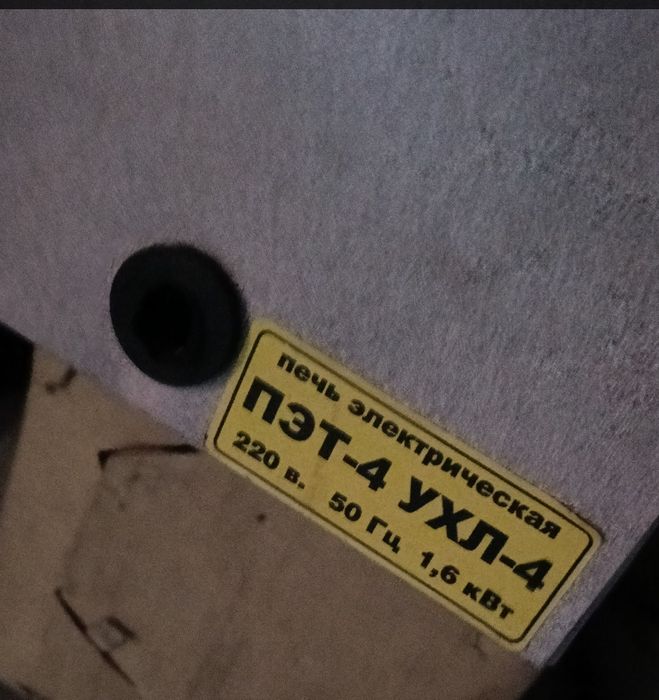 печь электрическая
ПЭТ-4 УХЛ-4
220 в. 50 Гц 1,6 кВт